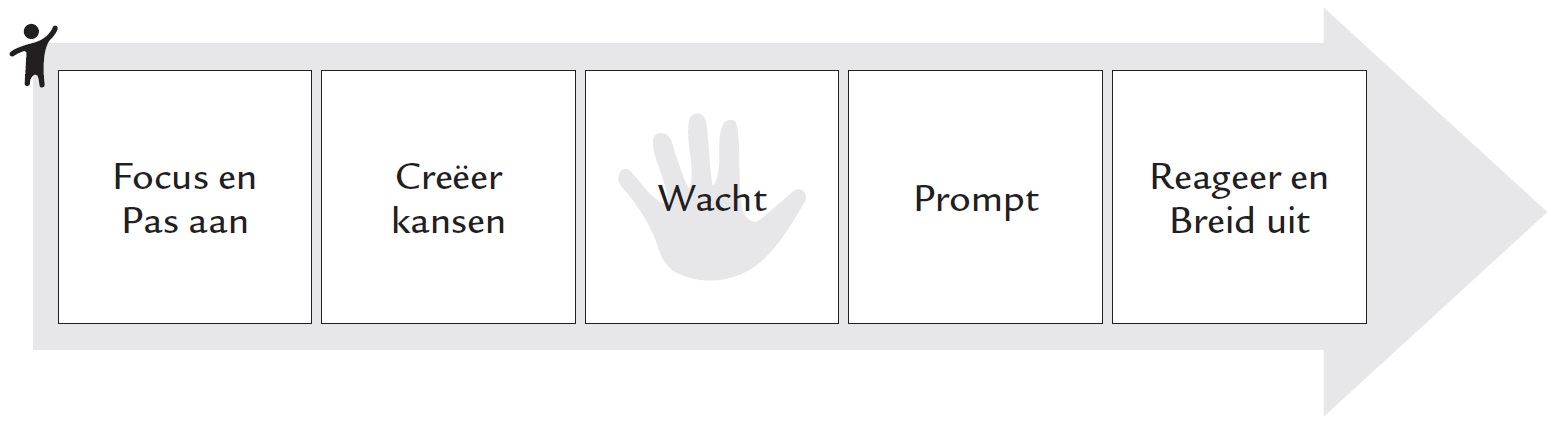 Focus en
Pas aan
Creëer
kansen
Wacht
Prompt
Reageer en
Breid uit